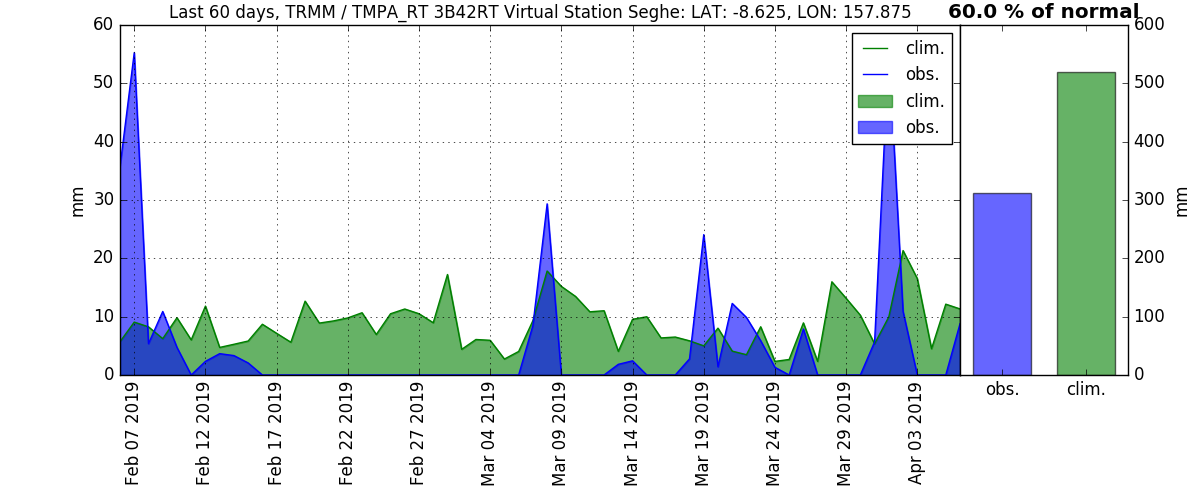 Last 60 days, TRMM / TMPA_RT 3B42RT Virtual Station Seghe: LAT: -8.625, LON: 157.875
60.0 % of normal
60
50
40
30
20
10
0
mm
clim.
obs.
clim.
obs.
Feb 07 2019
Feb 12 2019
Feb 17 2019
Feb 22 2019
Feb 27 2019
Mar 04 2019
Mar 09 2019
Mar 14 2019
Mar 19 2019
Mar 24 2019
Mar 29 2019
Apr 03 2019
600
500
400
300
200
100
0
mm
obs.
clim.